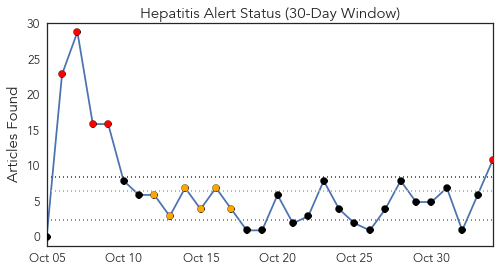 Hepatitis Alert Status (30-Day Window)
Articles Found
30
25
20
15
10
5
0
Oct 05
Oct 10
Oct 15
Oct 20
Oct 25
Oct 30